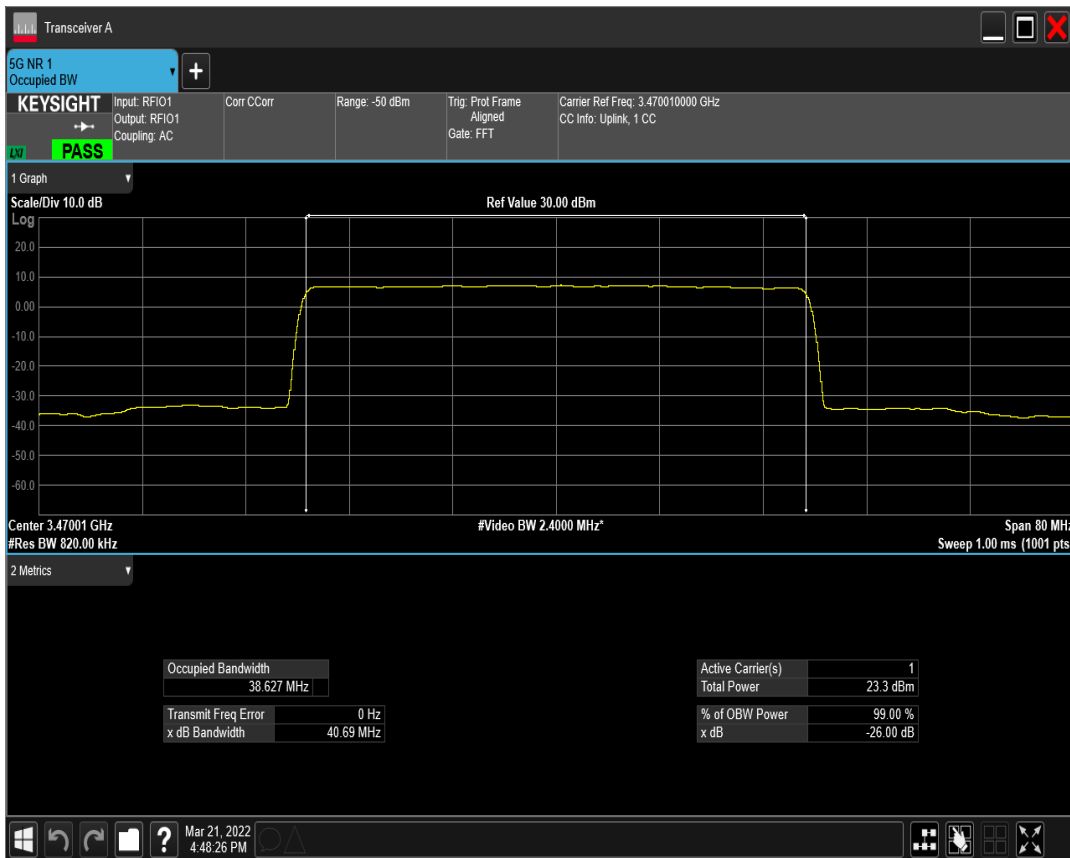 Transceiver A
5G NR 1
Occupied BW
+
KEYSIGHT
Input: RFIO1
Output: RFIO1
Coupling: AC
Corr CCorr
Range: -50 dBm
Trig: Prot Frame
Aligned
Gate: FFT
Carrier Ref Freq: 3.470010000 GHz
CC Info: Uplink, 1 CC
LXI
PASS
1 Graph
Scale/Div 10.0 dB
Ref Value 30.00 dBm
Log
20.0
10.0
0.00
-10.0
-20.0
-30.0
-40.0
-50.0
-60.0
Center 3.47001 GHz
#Video BW 2.4000 MHz*
Span 80 MHz
#Res BW 820.00 kHz
Sweep 1.00 ms (1001 pts
2 Metrics
Occupied Bandwidth
38.627 MHz
Transmit Freq Error 0 Hz
x dB Bandwidth 40.69 MHz
Active Carrier(s) 1
Total Power 23.3 dBm
% of OBW Power 99.00 %
x dB -26.00 dB
?
Mar 21, 2022
4:48:26 PM